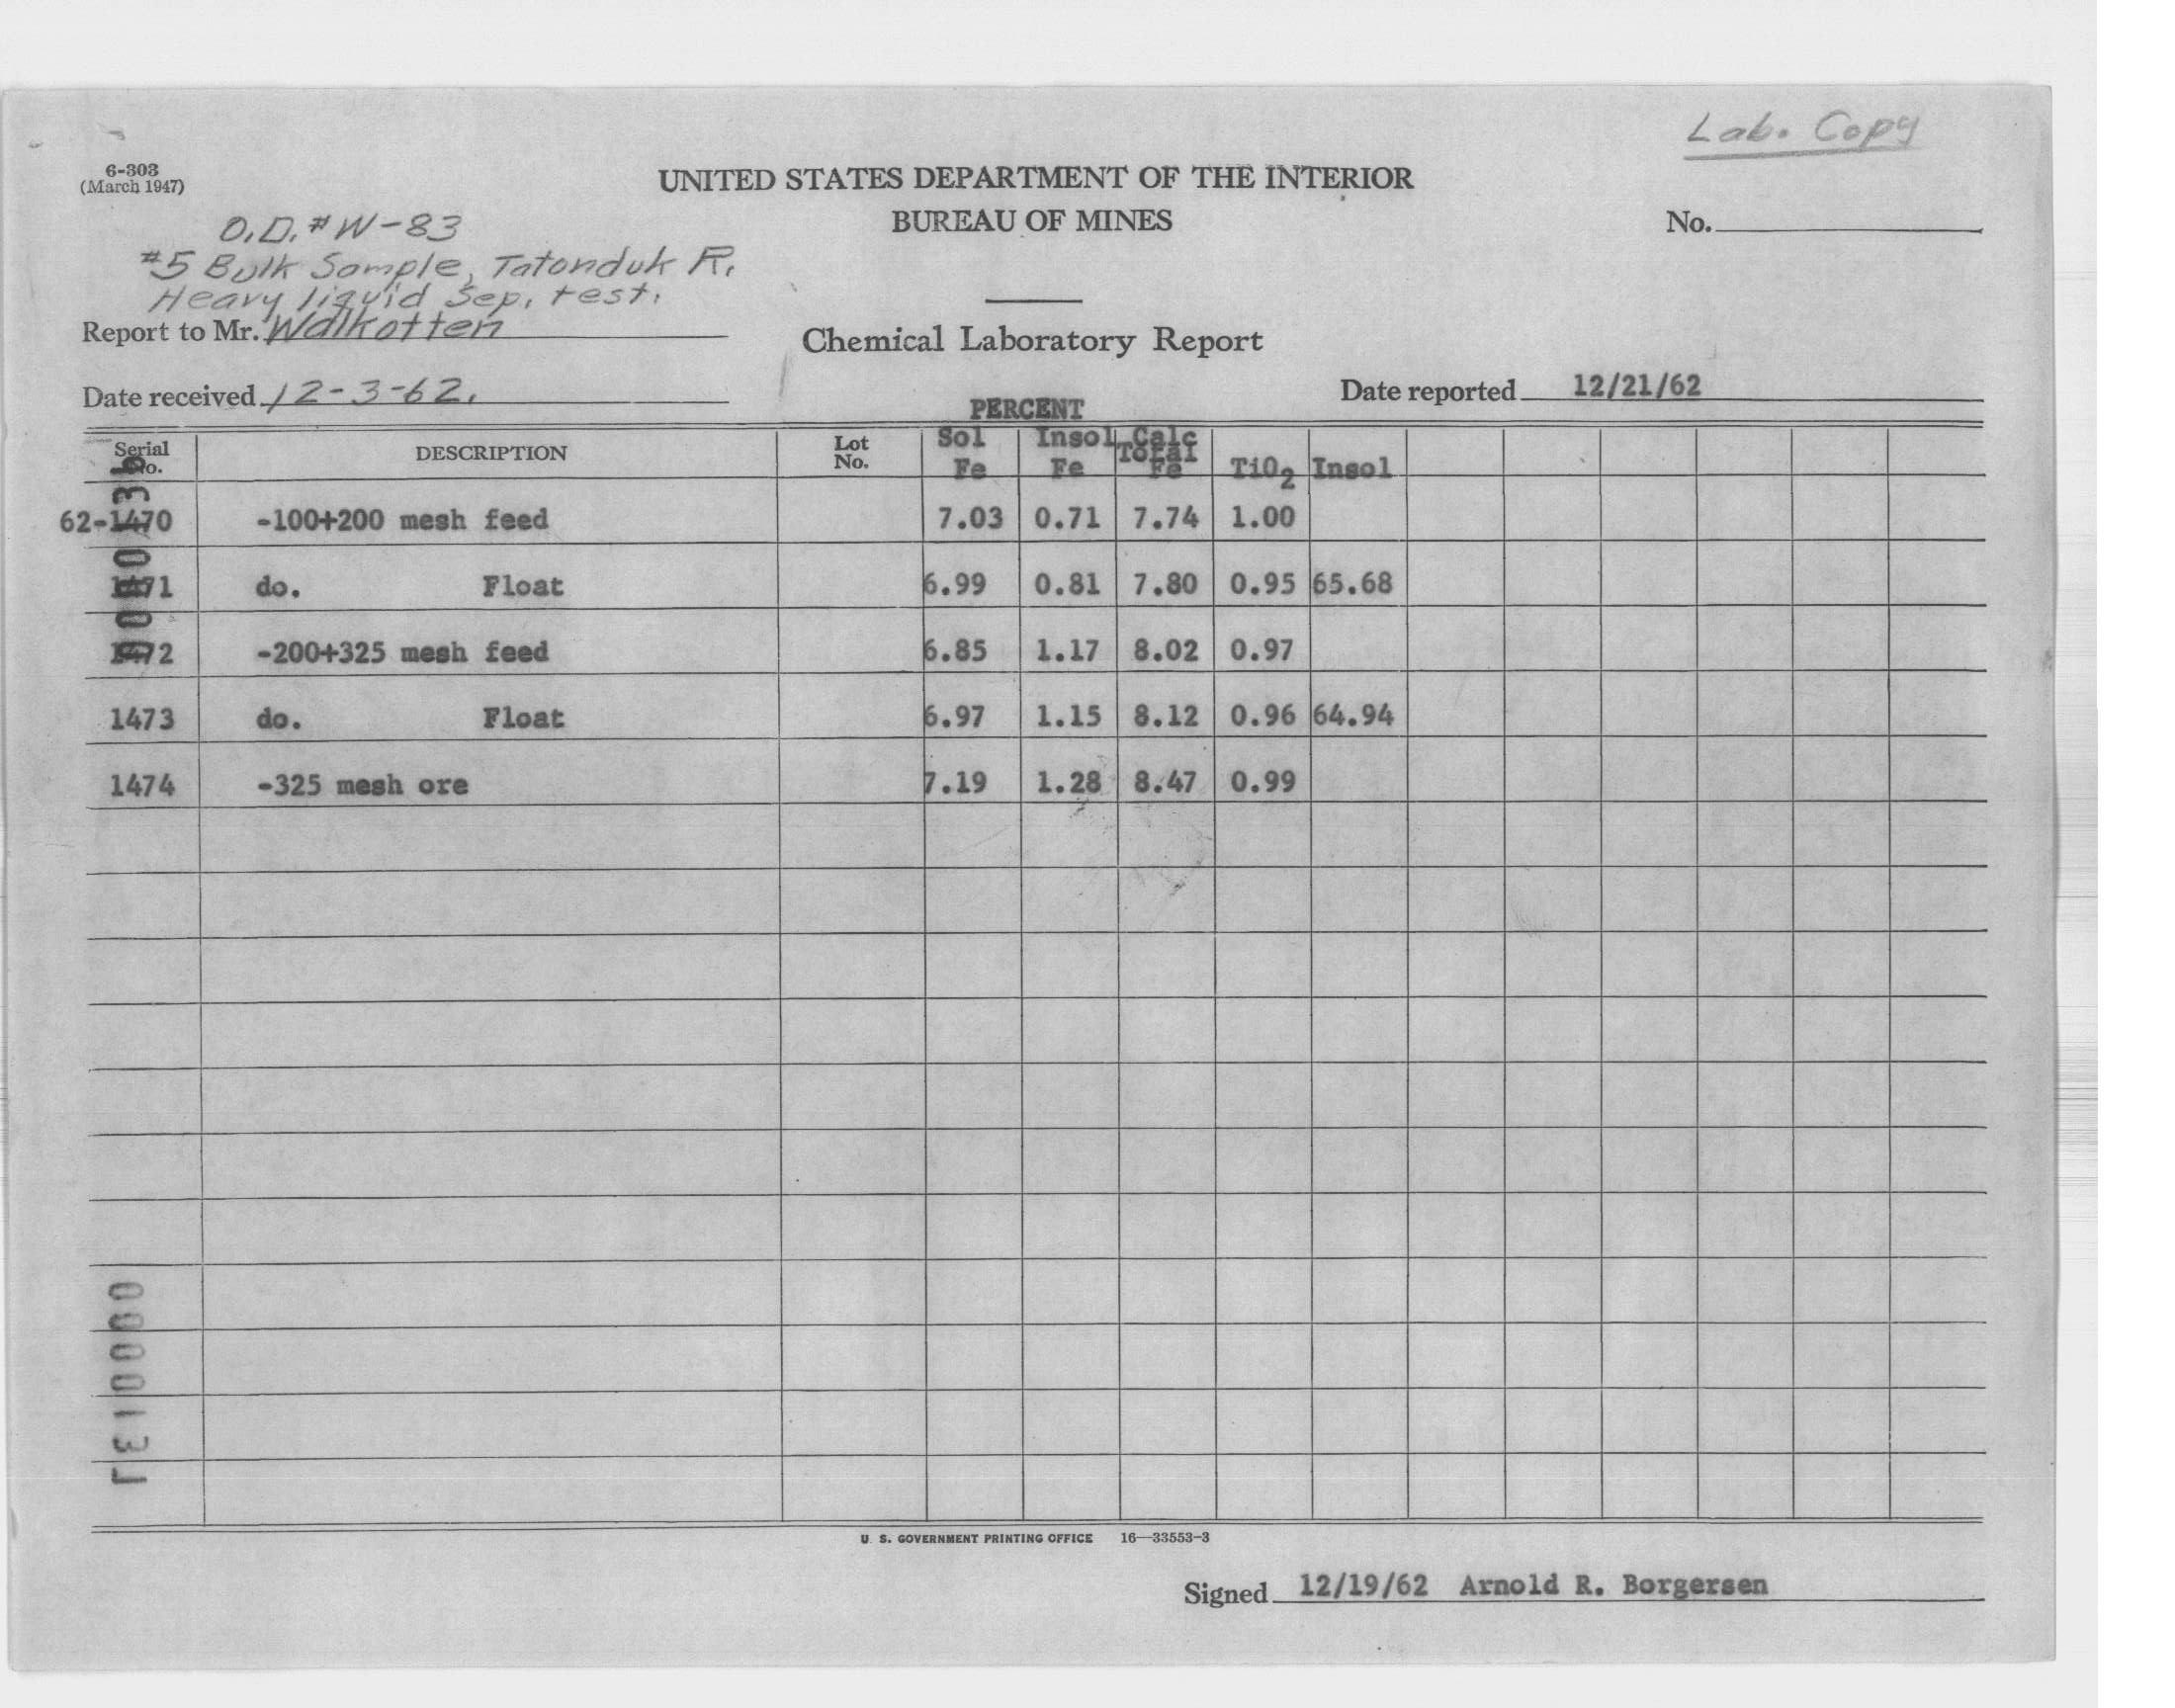 Lab. Copy
6-303
(March 1947)
UNITED STATES DEPARTMENT OF THE INTERIOR
BUREAU OF MINES
No.
O.D. # W-83
#5 Bulk Sample, Tatonduk R.
Heavy liquid Sep. test.
Report to Mr. Walkotten
Chemical Laboratory Report
Date received 12-3-62.
Date reported 12/21/62
PERCENT
Serial No. DESCRIPTION Lot No. Sol Fe Insol Fe Calc Total Fe TiO2 Insol
62-1470 -100+200 mesh feed 7.03 0.71 7.74 1.00
1471 do. Float 6.99 0.81 7.80 0.95 65.68
1472 -200+325 mesh feed 6.85 1.17 8.02 0.97
1473 do. Float 6.97 1.15 8.12 0.96 64.94
1474 -325 mesh ore 7.19 1.28 8.47 0.99
U. S. GOVERNMENT PRINTING OFFICE 16—33553-3
Signed 12/19/62 Arnold R. Borgersen